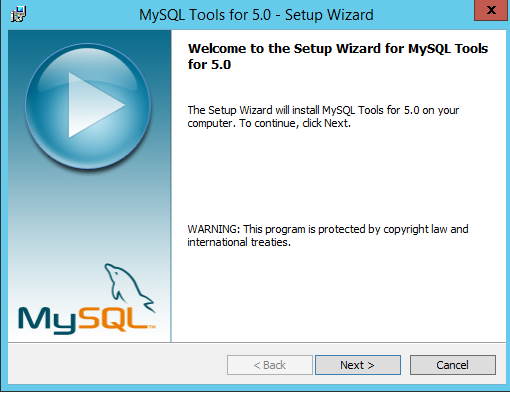 MySQL Tools for 5.0 - Setup Wizard
x
Welcome to the Setup Wizard for MySQL Tools
for 5.0
The Setup Wizard will install MySQL Tools for 5.0 on your
computer. To continue, click Next.
WARNING: This program is protected by copyright law and
international treaties.
MySQL™
< Back
Next >
Cancel